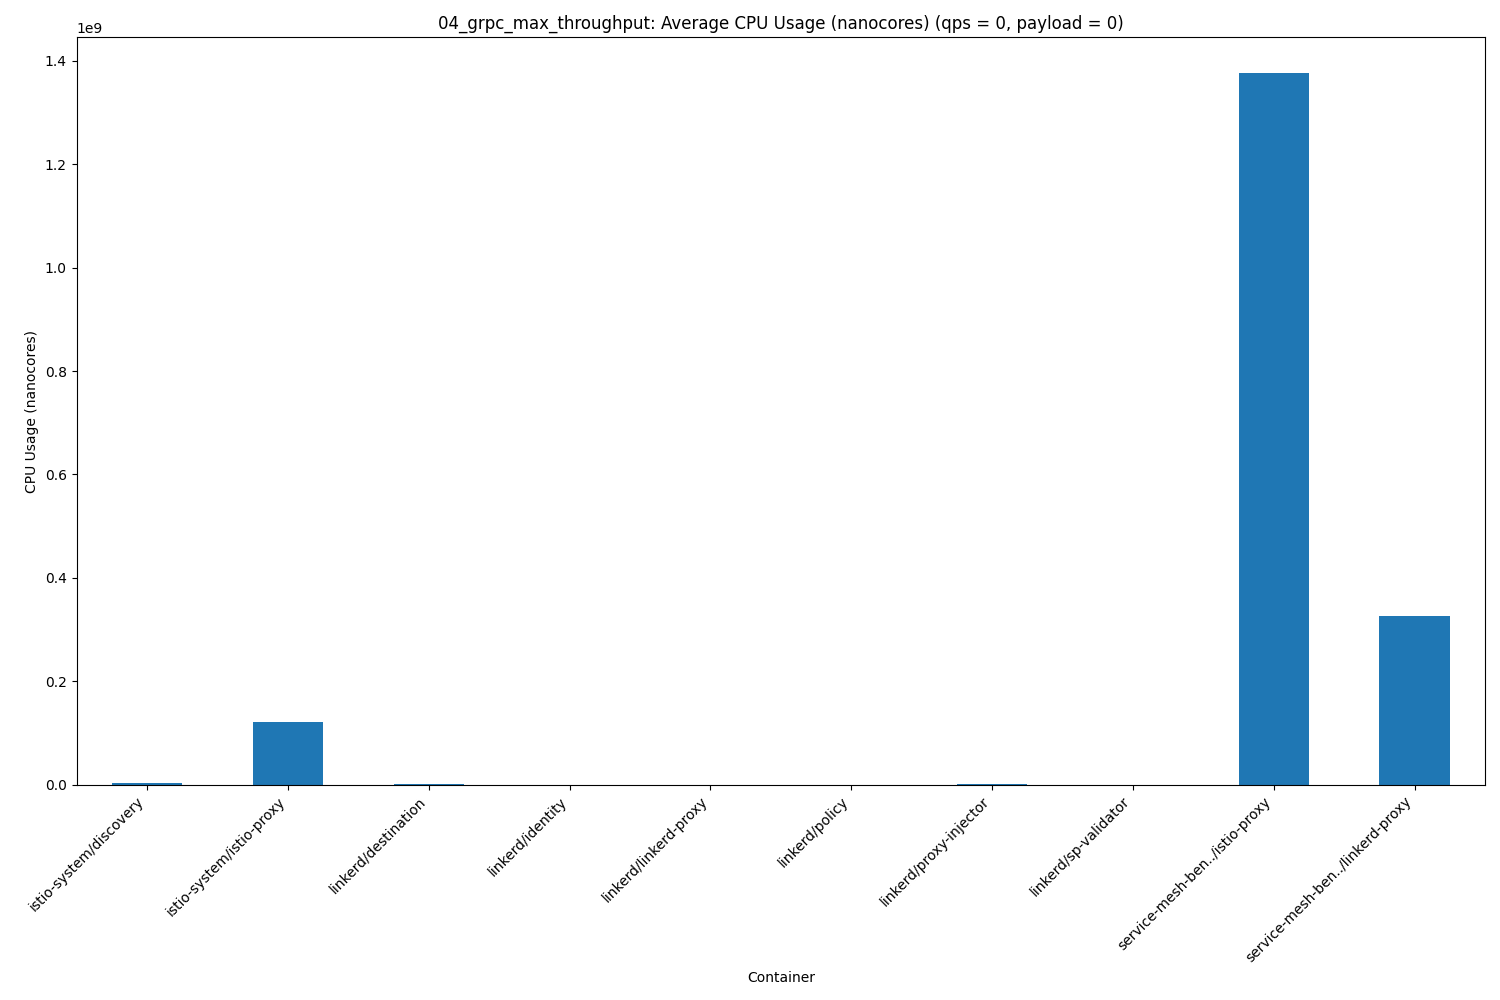 04_grpc_max_throughput: Average CPU Usage (nanocores) (qps = 0, payload = 0)
1e9
1.4
1.2
1.0
0.8
0.6
0.4
0.2
0.0
CPU Usage (nanocores)
istio-system/discovery
istio-system/istio-proxy
linkerd/destination
linkerd/identity
linkerd/linkerd-proxy
linkerd/policy
linkerd/proxy-injector
linkerd/sp-validator
service-mesh-ben../istio-proxy
service-mesh-ben../linkerd-proxy
Container